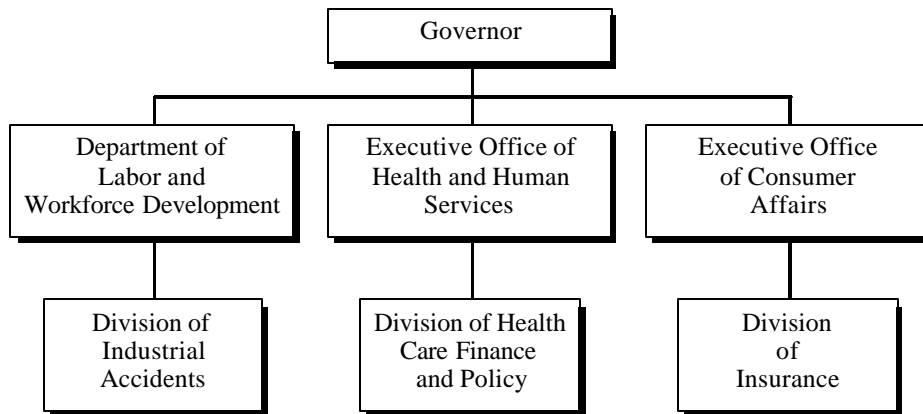 Governor
Department of
Labor and
Workforce Development
Executive Office of
Health and Human
Services
Executive Office
of Consumer
Affairs
Division of
Industrial
Accidents
Division of Health
Care Finance
and Policy
Division
of
Insurance